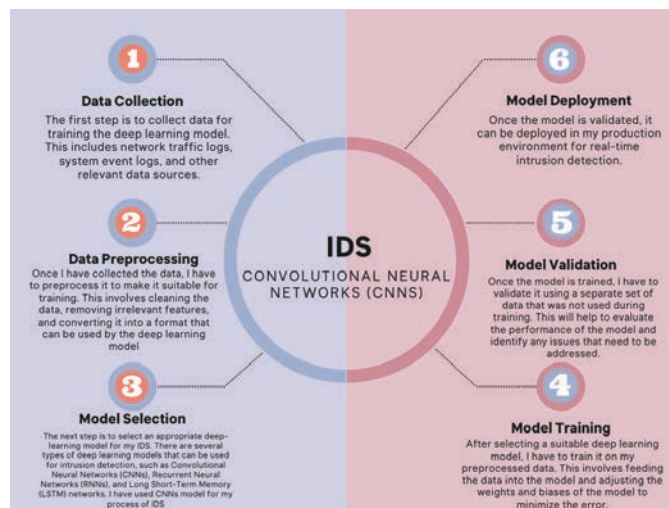 1
Data Collection
The first step is to collect data for
training the deep learning model.
This includes network traffic logs,
system event logs, and other
relevant data sources.
2
Data Preprocessing
Once I have collected the data, I have
to preprocess it to make it suitable for
training. This involves cleaning the
data, removing irrelevant features,
and converting it into a format that
can be used by the deep learning
model
3
Model Selection
The next step is to select an appropriate deep-
learning model for my IDS. There are several
types of deep learning models that can be used
for intrusion detection, such as Convolutional
Neural Networks (CNNs), Recurrent Neural
Networks (RNNs), and Long Short-Term Memory
(LSTM) networks. I have used CNNs model for my
process of IDS
IDS
CONVOLUTIONAL NEURAL
NETWORKS (CNNS)
6
Model Deployment
Once the model is validated, it
can be deployed in my production
environment for real-time
intrusion detection.
5
Model Validation
Once the model is trained, I have to
validate it using a separate set of
data that was not used during
training. This will help to evaluate
the performance of the model and
identify any issues that need to be
addressed.
4
Model Training
After selecting a suitable deep learning
model, I have to train it on my
preprocessed data. This involves feeding
the data into the model and adjusting the
weights and biases of the model to
minimize the error.